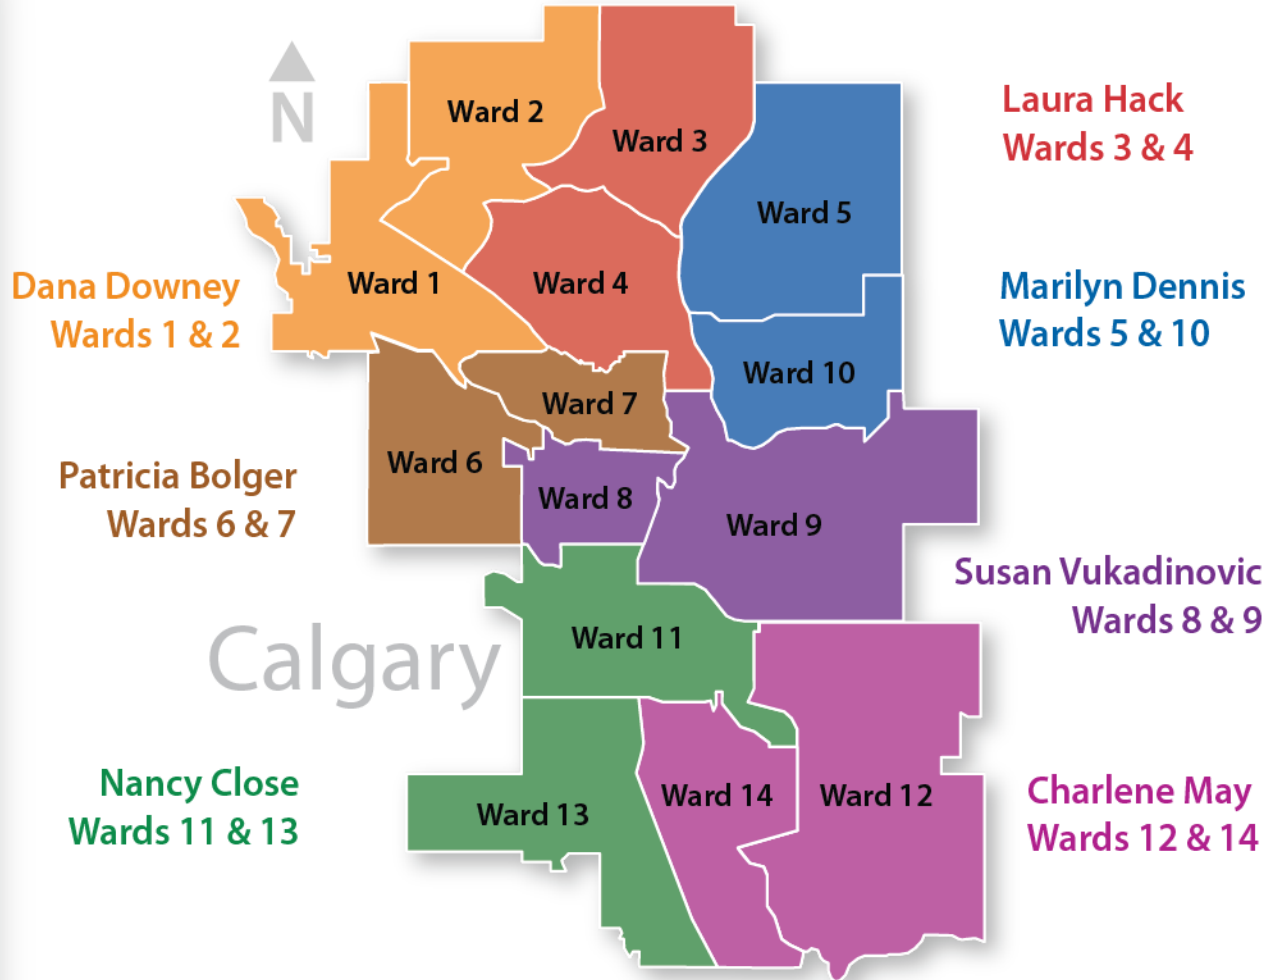 Ward 2
Ward 3
Laura Hack
Wards 3 & 4
N
Ward 5
Dana Downey
Wards 1 & 2
Ward 1
Ward 4
Marilyn Dennis
Wards 5 & 10
Ward 10
Ward 7
Patricia Bolger
Wards 6 & 7
Ward 6
Ward 8
Ward 9
Susan Vukadinovic
Wards 8 & 9
Calgary
Ward 11
Nancy Close
Wards 11 & 13
Ward 13
Ward 14
Ward 12
Charlene May
Wards 12 & 14